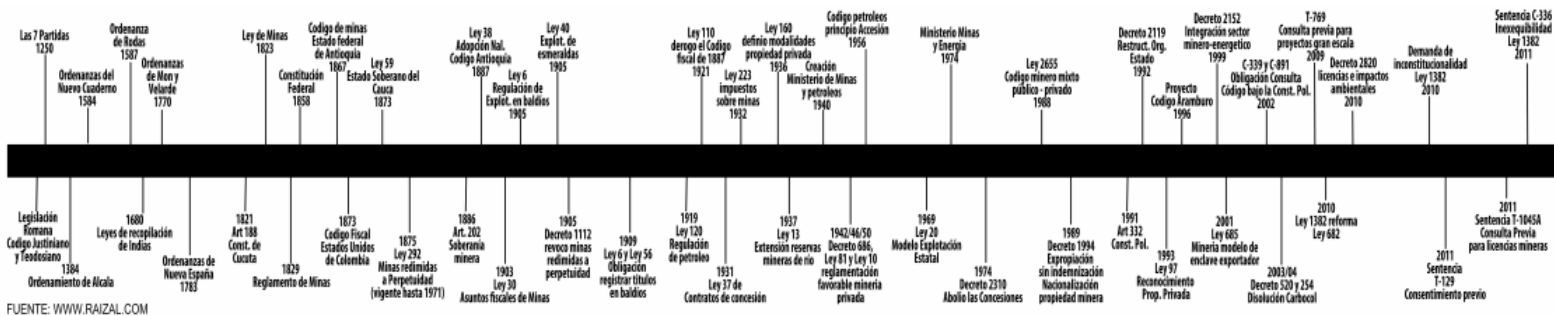 Las 7 Partidas
1250
Ordenanzas del
Nuevo Cuaderno
1584
Ordenanza
de Rodas
1587
Ordenanzas
de Mon y
Velarde
1770
Ley de Minas
1823
Constitución
Federal
1858
Codigo de minas
Estado federal
de Antioquia
1867
Ley 59
Estado Soberano del
Cauca
1873
Ley 38
Adopción Nal.
Codigo Antioquia
1887
Ley 6
Regulación de
Explot. en baldios
1905
Ley 40
Explot. de
esmeraldas
1905
Ley 110
derogo el Codigo
fiscal de 1887
1921
Ley 223
impuestos
sobre minas
1932
Ley 160
definio modalidades
propiedad privada
1936
Creación
Ministerio de Minas
y petroleos
1940
Codigo petroleos
principio Accesión
1956
Ministerio Minas
y Energia
1974
Ley 2655
Codigo minero mixto
público - privado
1988
Decreto 2119
Restruct. Org.
Estado
1992
Proyecto
Codigo Aramburo
1996
Decreto 2152
Integración sector
minero-energetico
1999
C-339 y C-891
Obligación Consulta
Código bajo la Const. Pol.
2002
T-769
Consulta previa para
proyectos gran escala
2009
Decreto 2820
licencias e impactos
ambientales
2010
Demanda de
inconstitucionalidad
Ley 1382
2010
Sentencia C-336
Inexequibilidad
Ley 1382
2011
Legislación
Romana
Codigo Justiniano
y Teodosiano
1384
Ordenamiento de Alcala
1680
Leyes de recopilación
de Indias
Ordenanzas de
Nueva España
1783
1821
Art 188
Const. de
Cucuta
1829
Reglamento de Minas
1873
Codigo Fiscal
Estados Unidos
de Colombia
1875
Ley 292
Minas redimidas
a Perpetuidad
(vigente hasta 1971)
1886
Art. 202
Soberanía
minera
1903
Ley 30
Asuntos fiscales de Minas
1905
Decreto 1112
revoco minas
redimidas a
perpetuidad
1909
Ley 6 y Ley 56
Obligación
registrar titulos
en baldios
1919
Ley 120
Regulación
de petroleo
1931
Ley 37 de
Contratos de concesión
1937
Ley 13
Extensión reservas
mineras de rio
1942/46/50
Decreto 686,
Ley 81 y Ley 10
reglamentación
favorable mineria
privada
1969
Ley 20
Modelo Explotación
Estatal
1974
Decreto 2310
Abolio las Concesiones
1989
Decreto 1994
Expropiación
sin indemnización
Nacionalización
propiedad minera
1991
Art 332
Const. Pol.
1993
Ley 97
Reconocimiento
Prop. Privada
2001
Ley 685
Mineria modelo de
enclave exportador
2003/04
Decreto 520 y 254
Disolución Carbocol
2010
Ley 1382 reforma
Ley 682
2011
Sentencia
T-129
Consentimiento previo
2011
Sentencia T-1045A
Consulta Previa
para licencias mineras
FUENTE: WWW.RAIZAL.COM